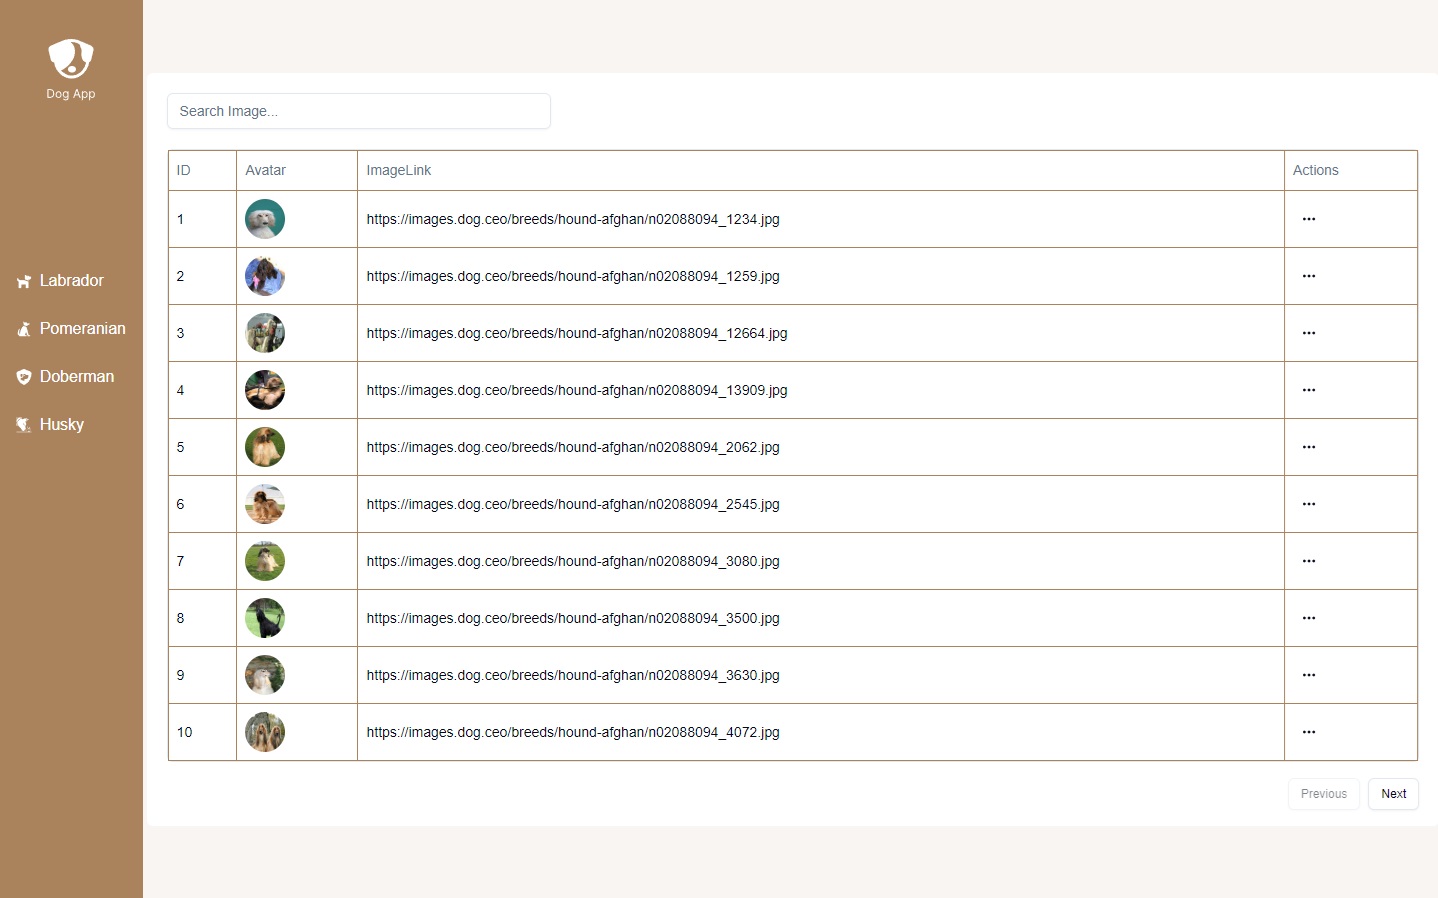 Dog App
Labrador
Pomeranian
Doberman
Husky
Search Image...
ID Avatar ImageLink Actions
1 https://images.dog.ceo/breeds/hound-afghan/n02088094_1234.jpg
2 https://images.dog.ceo/breeds/hound-afghan/n02088094_1259.jpg
3 https://images.dog.ceo/breeds/hound-afghan/n02088094_12664.jpg
4 https://images.dog.ceo/breeds/hound-afghan/n02088094_13909.jpg
5 https://images.dog.ceo/breeds/hound-afghan/n02088094_2062.jpg
6 https://images.dog.ceo/breeds/hound-afghan/n02088094_2545.jpg
7 https://images.dog.ceo/breeds/hound-afghan/n02088094_3080.jpg
8 https://images.dog.ceo/breeds/hound-afghan/n02088094_3500.jpg
9 https://images.dog.ceo/breeds/hound-afghan/n02088094_3630.jpg
10 https://images.dog.ceo/breeds/hound-afghan/n02088094_4072.jpg
Previous Next